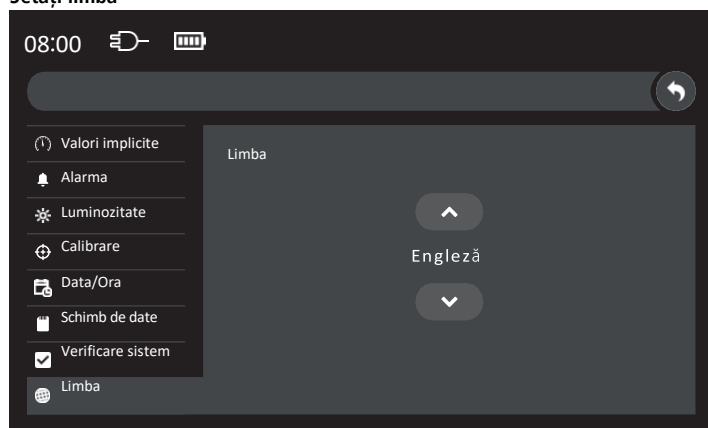 Setați limba
08:00
Valori implicite
Alarma
Luminozitate
Calibrare
Data/Ora
Schimb de date
Verificare sistem
Limba
Limba
Engleză